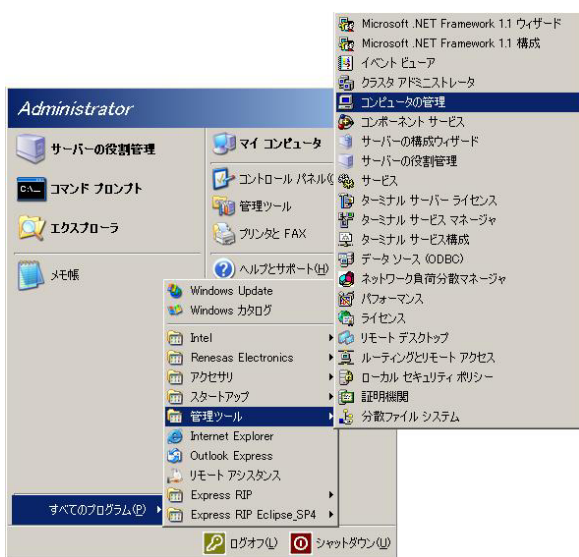 Administrator
サーバーの役割管理
コマンド プロンプト
C:\_
エクスプローラ
メモ帳
マイ コンピュータ
コントロール パネル(C
管理ツール
プリンタと FAX
ヘルプとサポート(H)
すべてのプログラム(P)
Windows Update
Windows カタログ
Intel
Renesas Electronics
アクセサリ
スタートアップ
管理ツール
Internet Explorer
Outlook Express
リモート アシスタンス
Express RIP
Express RIP Eclipse_SP4
Microsoft .NET Framework 1.1 ウィザード
Microsoft .NET Framework 1.1 構成
イベント ビューア
クラスタ アドミニストレータ
コンピュータの管理
コンポーネント サービス
サーバーの構成ウィザード
サーバーの役割管理
サービス
ターミナル サーバー ライセンス
ターミナル サービス マネージャ
ターミナル サービス構成
データ ソース (ODBC)
ネットワーク負荷分散マネージャ
パフォーマンス
ライセンス
リモート デスクトップ
ルーティングとリモート アクセス
ローカル セキュリティ ポリシー
証明機関
分散ファイル システム
ログオフ(L)
シャットダウン(U)